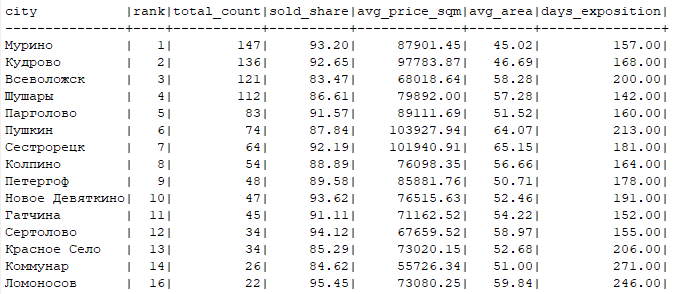 city |rank|total_count|sold_share|avg_price_sqm|avg_area|days_exposition|
---------------+----+-----------+----------+-------------+--------+---------------+
Мурино | 1| 147| 93.20| 87901.45| 45.02| 157.00|
Кудрово | 2| 136| 92.65| 97783.87| 46.69| 168.00|
Всеволожск | 3| 121| 83.47| 68018.64| 58.28| 200.00|
Шушары | 4| 112| 86.61| 79892.00| 57.28| 142.00|
Парголово | 5| 83| 91.57| 89111.69| 51.52| 160.00|
Пушкин | 6| 74| 87.84| 103927.94| 64.07| 213.00|
Сестрорецк | 7| 64| 92.19| 101940.91| 65.15| 181.00|
Колпино | 8| 54| 88.89| 76098.35| 56.66| 164.00|
Петергоф | 9| 48| 89.58| 85881.76| 50.71| 178.00|
Новое Девяткино| 10| 47| 93.62| 76515.63| 52.46| 191.00|
Гатчина | 11| 45| 91.11| 71162.52| 54.22| 152.00|
Сертолово | 12| 34| 94.12| 67659.52| 58.97| 155.00|
Красное Село | 13| 34| 85.29| 73020.15| 52.68| 206.00|
Коммунар | 14| 26| 84.62| 55726.34| 51.00| 271.00|
Ломоносов | 16| 22| 95.45| 73080.25| 59.84| 246.00|